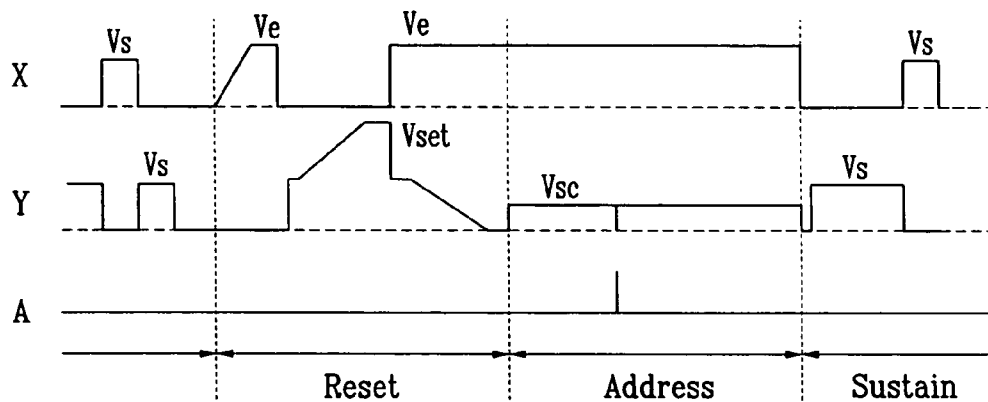 Vs Ve Ve Vs
X
Vset
Vs Vsc Vs
Y
A
Reset Address Sustain